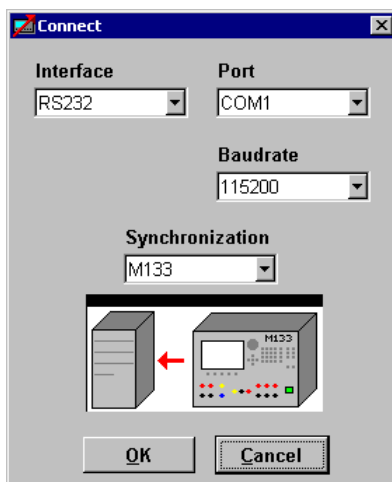 Connect
Interface Port
RS232 COM1
Baudrate
115200
Synchronization
M133
M133
OK Cancel